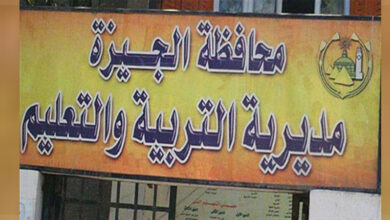 محافظة الجيزة
مديرية التربية والتعليم